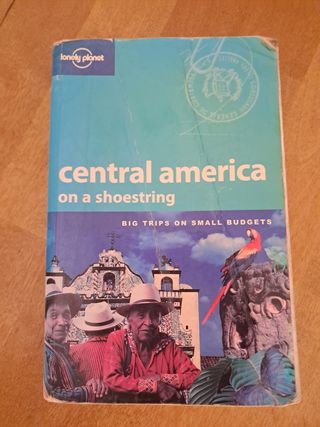 lonely planet
central america
on a shoestring
BIG TRIPS ON SMALL BUDGETS